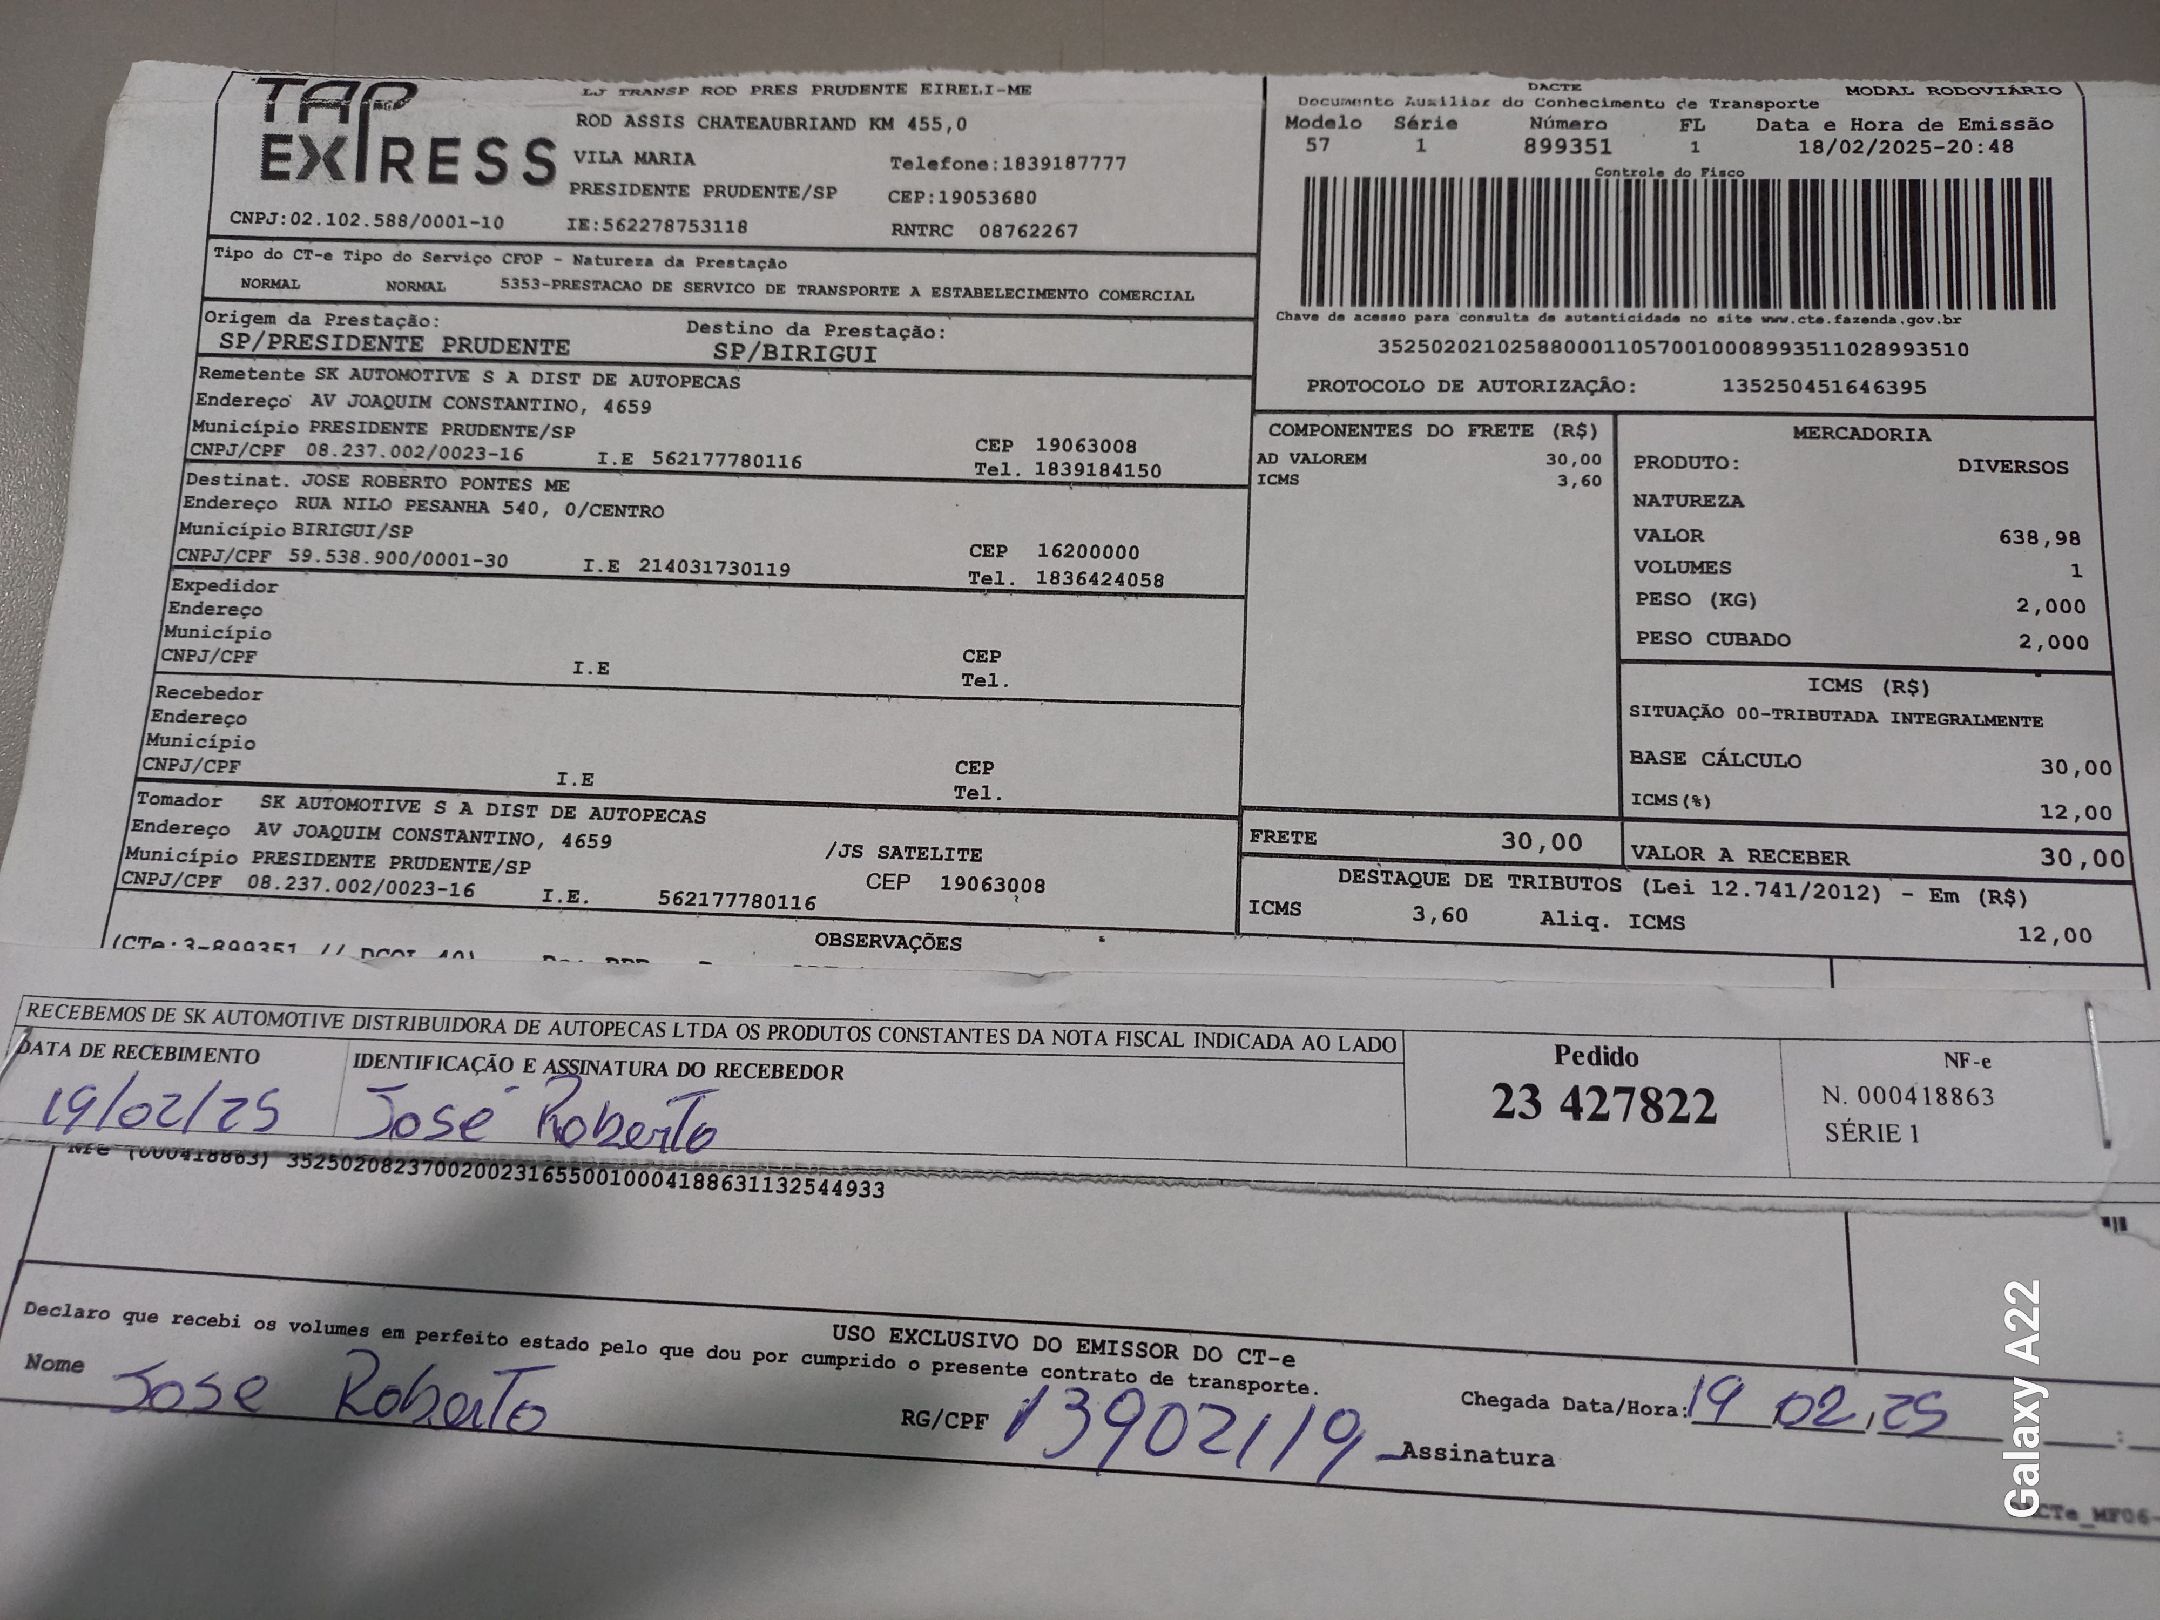 TAP EXPRESS
LJ TRANSP ROD PRES PRUDENTE EIRELI-ME
ROD ASSIS CHATEAUBRIAND KM 455,0
VILA MARIA Telefone:1839187777
PRESIDENTE PRUDENTE/SP CEP:19053680
CNPJ:02.102.588/0001-10 IE:562278753118 RNTRC 08762267
DACTE MODAL RODOVIÁRIO
Documento Auxiliar do Conhecimento de Transporte
Modelo Série Número FL Data e Hora de Emissão
57 1 899351 1 18/02/2025-20:48
Controle do Fisco
Chave de acesso para consulta de autenticidade no site www.cte.fazenda.gov.br
35250202102588000110570010008993511028993510
PROTOCOLO DE AUTORIZAÇÃO: 135250451646395
Tipo do CT-e Tipo do Serviço CFOP - Natureza da Prestação
NORMAL NORMAL 5353-PRESTACAO DE SERVICO DE TRANSPORTE A ESTABELECIMENTO COMERCIAL
Origem da Prestação: Destino da Prestação:
SP/PRESIDENTE PRUDENTE SP/BIRIGUI
Remetente SK AUTOMOTIVE S A DIST DE AUTOPECAS
Endereço AV JOAQUIM CONSTANTINO, 4659
Município PRESIDENTE PRUDENTE/SP CEP 19063008
CNPJ/CPF 08.237.002/0023-16 I.E 562177780116 Tel. 1839184150
Destinat. JOSE ROBERTO PONTES ME
Endereço RUA NILO PESANHA 540, 0/CENTRO
Município BIRIGUI/SP CEP 16200000
CNPJ/CPF 59.538.900/0001-30 I.E 214031730119 Tel. 1836424058
Expedidor
Endereço
Município CEP
CNPJ/CPF I.E Tel.
Recebedor
Endereço
Município CEP
CNPJ/CPF I.E Tel.
Tomador SK AUTOMOTIVE S A DIST DE AUTOPECAS
Endereço AV JOAQUIM CONSTANTINO, 4659 /JS SATELITE
Município PRESIDENTE PRUDENTE/SP CEP 19063008
CNPJ/CPF 08.237.002/0023-16 I.E. 562177780116
COMPONENTES DO FRETE (R$)
AD VALOREM 30,00
ICMS 3,60
FRETE 30,00
MERCADORIA
PRODUTO: DIVERSOS
NATUREZA
VALOR 638,98
VOLUMES 1
PESO (KG) 2,000
PESO CUBADO 2,000
ICMS (R$)
SITUAÇÃO 00-TRIBUTADA INTEGRALMENTE
BASE CÁLCULO 30,00
ICMS(%) 12,00
VALOR A RECEBER 30,00
DESTAQUE DE TRIBUTOS (Lei 12.741/2012) - Em (R$)
ICMS 3,60 Aliq. ICMS 12,00
OBSERVAÇÕES
(CTe:3-899351 //
RECEBEMOS DE SK AUTOMOTIVE DISTRIBUIDORA DE AUTOPECAS LTDA OS PRODUTOS CONSTANTES DA NOTA FISCAL INDICADA AO LADO
DATA DE RECEBIMENTO IDENTIFICAÇÃO E ASSINATURA DO RECEBEDOR
19/02/25 José Roberto
Pedido
23 427822
NF-e
N. 000418863
SÉRIE 1
NFe (000418863) 35250208237002002316550010004188631132544933
USO EXCLUSIVO DO EMISSOR DO CT-e
Declaro que recebi os volumes em perfeito estado pelo que dou por cumprido o presente contrato de transporte.
Nome Jose Roberto RG/CPF 13902119 Assinatura
Chegada Data/Hora: 19 02,25 :
CTe_MF06-
Galaxy A22